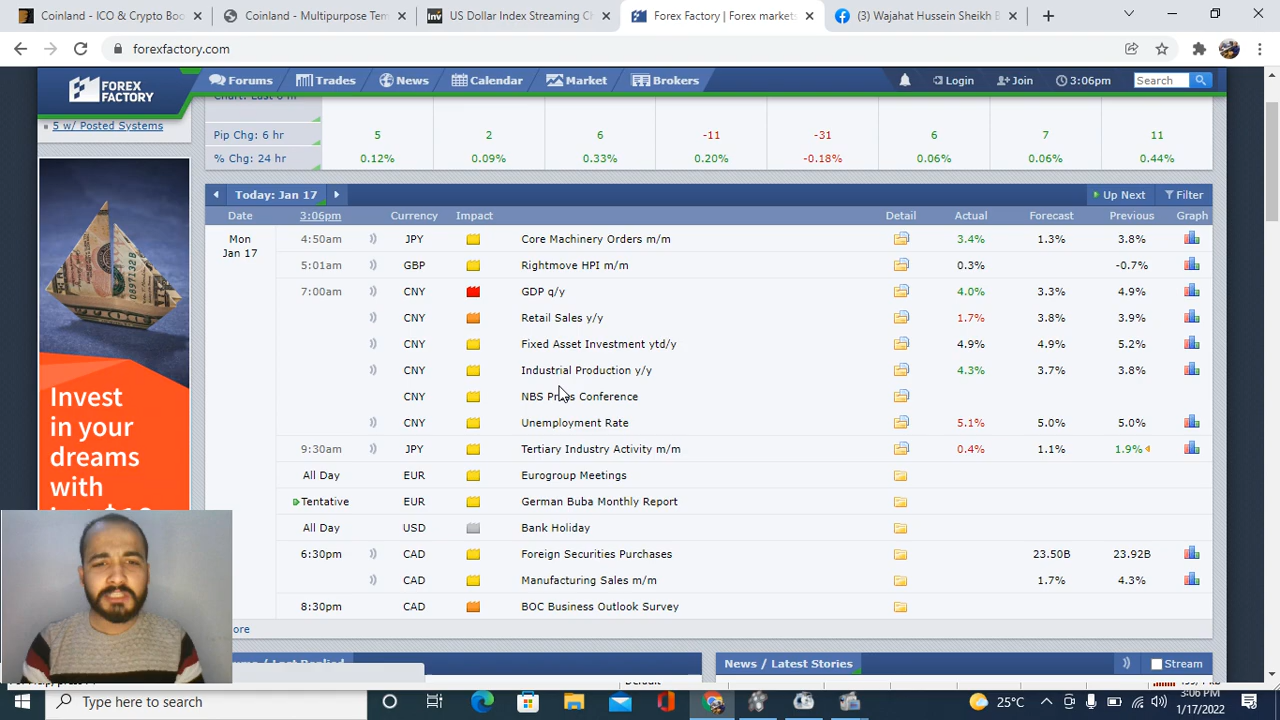 Coinland - ICO & Crypto Boo
Coinland - Multipurpose Tem
US Dollar Index Streaming Ch
Forex Factory | Forex markets
(3) Wajahat Hussein Sheikh B
forexfactory.com
FOREX FACTORY
Forums
Trades
News
Calendar
Market
Brokers
Login
Join
3:06pm
Search
5 w/ Posted Systems
Pip Chg: 6 hr 5 2 6 -11 -31 6 7 11
% Chg: 24 hr 0.12% 0.09% 0.33% 0.20% -0.18% 0.06% 0.06% 0.44%
Today: Jan 17 Up Next Filter
Date 3:06pm Currency Impact Detail Actual Forecast Previous Graph
Mon Jan 17
4:50am JPY Core Machinery Orders m/m 3.4% 1.3% 3.8%
5:01am GBP Rightmove HPI m/m 0.3% -0.7%
7:00am CNY GDP q/y 4.0% 3.3% 4.9%
CNY Retail Sales y/y 1.7% 3.8% 3.9%
CNY Fixed Asset Investment ytd/y 4.9% 4.9% 5.2%
CNY Industrial Production y/y 4.3% 3.7% 3.8%
CNY NBS Press Conference
CNY Unemployment Rate 5.1% 5.0% 5.0%
9:30am JPY Tertiary Industry Activity m/m 0.4% 1.1% 1.9%
All Day EUR Eurogroup Meetings
Tentative EUR German Buba Monthly Report
All Day USD Bank Holiday
6:30pm CAD Foreign Securities Purchases 23.50B 23.92B
CAD Manufacturing Sales m/m 1.7% 4.3%
8:30pm CAD BOC Business Outlook Survey
ore
Invest
in your
dreams
with
News / Latest Stories Stream
Type here to search
25°C
3:06 PM
1/17/2022